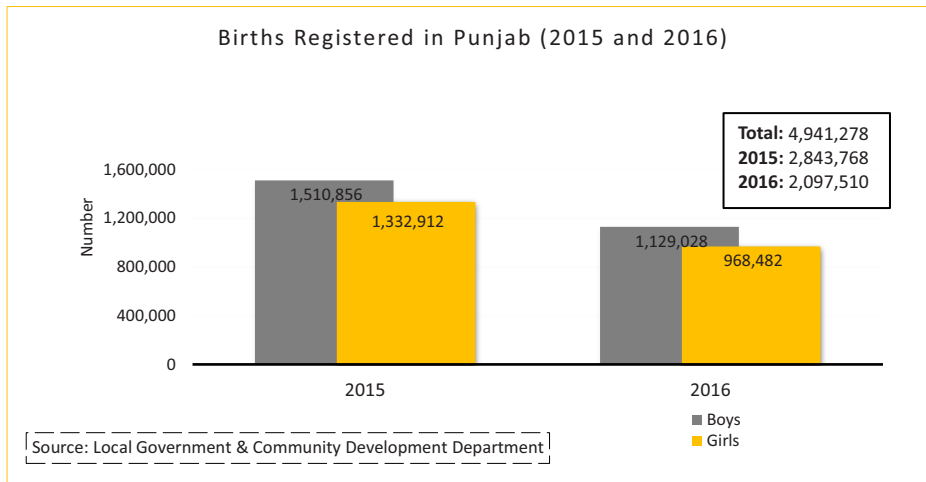 Births Registered in Punjab (2015 and 2016)
Total: 4,941,278
2015: 2,843,768
2016: 2,097,510
Number
1,600,000
1,200,000
800,000
400,000
0
1,510,856
1,332,912
1,129,028
968,482
2015
2016
Boys
Girls
Source: Local Government & Community Development Department